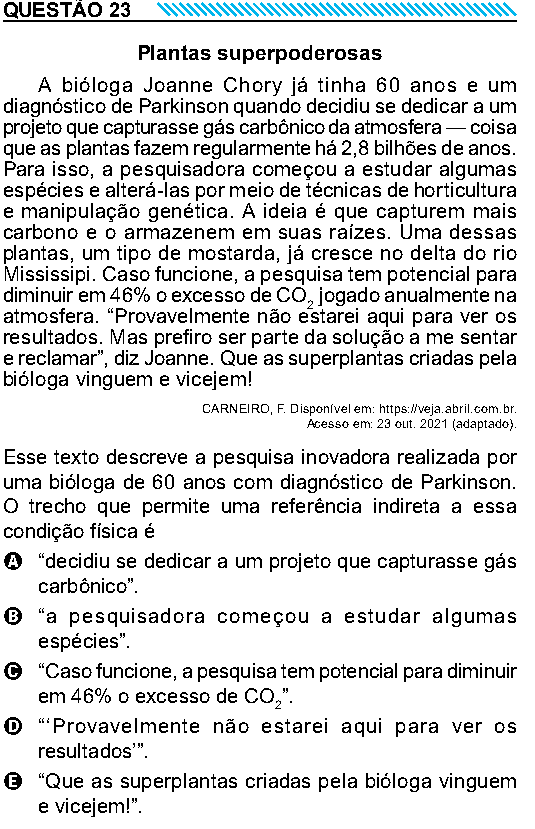 QUESTÃO 23
Plantas superpoderosas
A bióloga Joanne Chory já tinha 60 anos e um
diagnóstico de Parkinson quando decidiu se dedicar a um
projeto que capturasse gás carbônico da atmosfera — coisa
que as plantas fazem regularmente há 2,8 bilhões de anos.
Para isso, a pesquisadora começou a estudar algumas
espécies e alterá-las por meio de técnicas de horticultura
e manipulação genética. A ideia é que capturem mais
carbono e o armazenem em suas raízes. Uma dessas
plantas, um tipo de mostarda, já cresce no delta do rio
Mississipi. Caso funcione, a pesquisa tem potencial para
diminuir em 46% o excesso de CO₂ jogado anualmente na
atmosfera. “Provavelmente não estarei aqui para ver os
resultados. Mas prefiro ser parte da solução a me sentar
e reclamar”, diz Joanne. Que as superplantas criadas pela
bióloga vinguem e vicejem!
CARNEIRO, F. Disponível em: https://veja.abril.com.br.
Acesso em: 23 out. 2021 (adaptado).
Esse texto descreve a pesquisa inovadora realizada por
uma bióloga de 60 anos com diagnóstico de Parkinson.
O trecho que permite uma referência indireta a essa
condição física é
A “decidiu se dedicar a um projeto que capturasse gás
carbônico”.
B “a pesquisadora começou a estudar algumas
espécies”.
C “Caso funcione, a pesquisa tem potencial para diminuir
em 46% o excesso de CO₂”.
D “‘Provavelmente não estarei aqui para ver os
resultados’”.
E “Que as superplantas criadas pela bióloga vinguem
e vicejem!”.